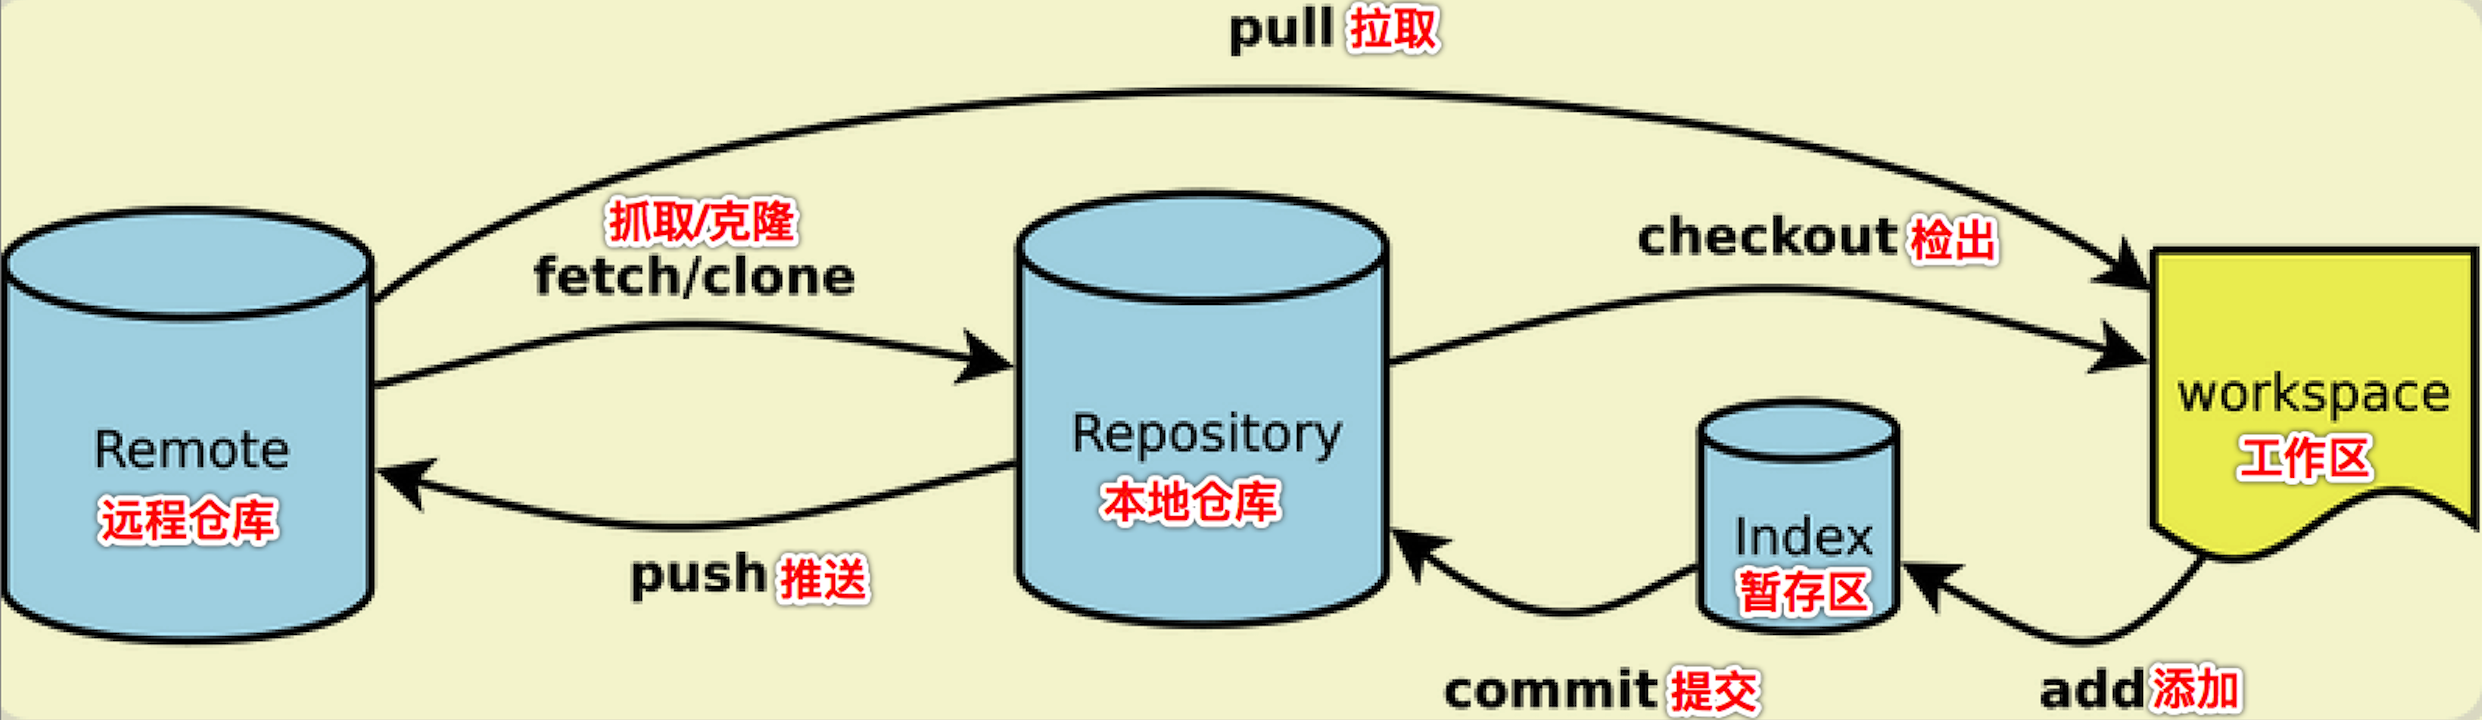 pull 拉取
抓取/克隆
fetch/clone
checkout 检出
Remote
远程仓库
push 推送
Repository
本地仓库
Index
暂存区
workspace
工作区
commit 提交
add 添加